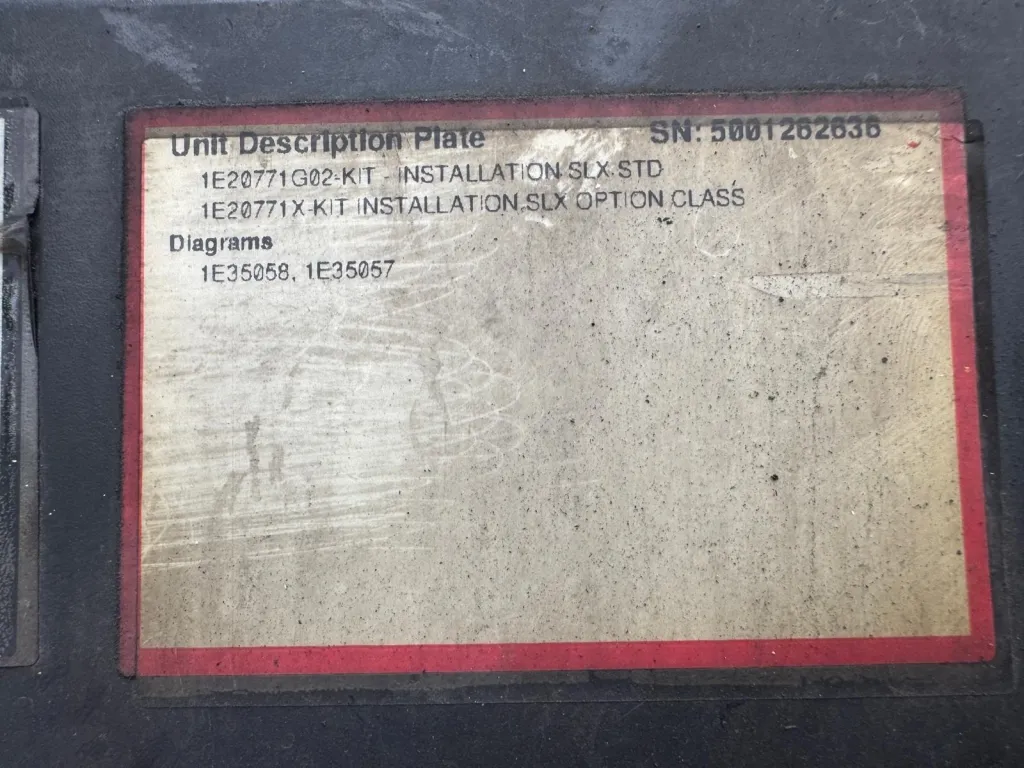 Unit Description Plate SN: 5001262636
1E20771G02-KIT - INSTALLATION SLX STD
1E20771X-KIT INSTALLATION,SLX OPTION CLASS
Diagrams
1E35058, 1E35057